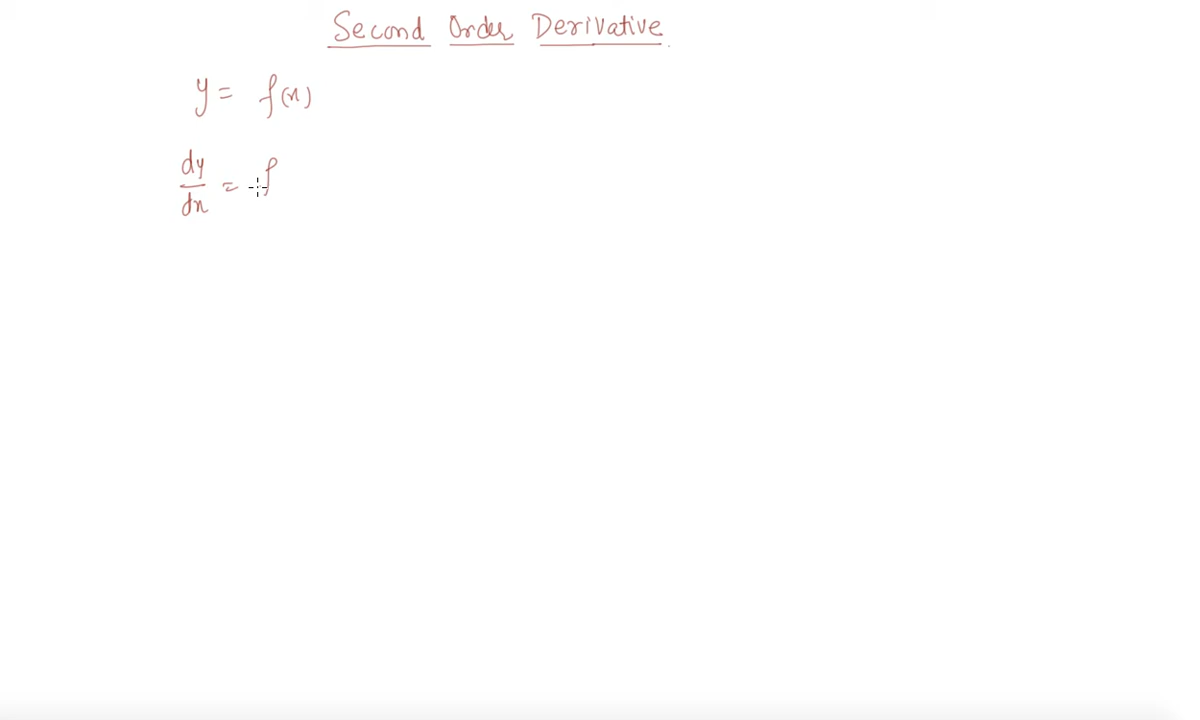 Second Order Derivative
y = f(x)
dy/dx = f